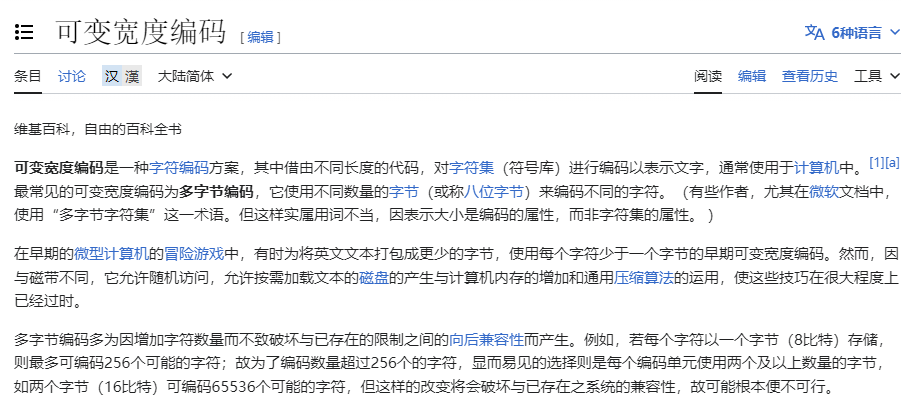 可变宽度编码 [ 编辑 ]
6种语言
条目 讨论 汉 漢 大陆简体 阅读 编辑 查看历史 工具
维基百科，自由的百科全书
可变宽度编码是一种字符编码方案，其中借由不同长度的代码，对字符集（符号库）进行编码以表示文字，通常使用于计算机中。[1][a]
最常见的可变宽度编码为多字节编码，它使用不同数量的字节（或称八位字节）来编码不同的字符。（有些作者，尤其在微软文档中，
使用“多字节字符集”这一术语。但这样实属用词不当，因表示大小是编码的属性，而非字符集的属性。）
在早期的微型计算机的冒险游戏中，有时为将英文文本打包成更少的字节，使用每个字符少于一个字节的早期可变宽度编码。然而，因
与磁带不同，它允许随机访问，允许按需加载文本的磁盘的产生与计算机内存的增加和通用压缩算法的运用，使这些技巧在很大程度上
已经过时。
多字节编码多为因增加字符数量而不致破坏与已存在的限制之间的向后兼容性而产生。例如，若每个字符以一个字节（8比特）存储，
则最多可编码256个可能的字符；故为了编码数量超过256个的字符，显而易见的选择则是每个编码单元使用两个及以上数量的字节，
如两个字节（16比特）可编码65536个可能的字符，但这样的改变将会破坏与已存在之系统的兼容性，故可能根本便不可行。